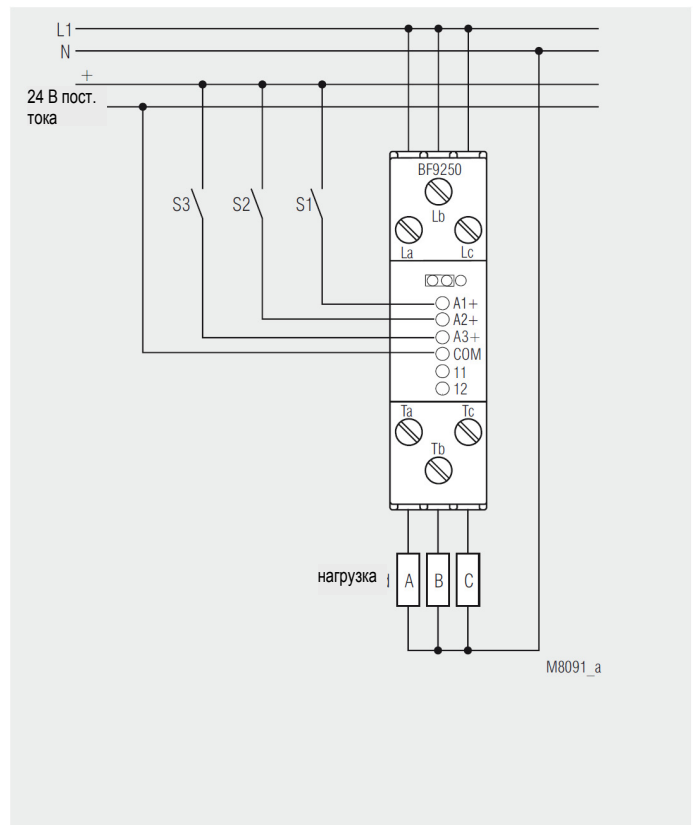 L1
N
+
24 В пост.
тока
BF9250
Lb
La Lc
S3 S2 S1
A1+
A2+
A3+
COM
11
12
Ta Tc
Tb
нагрузка A B C
M8091_a